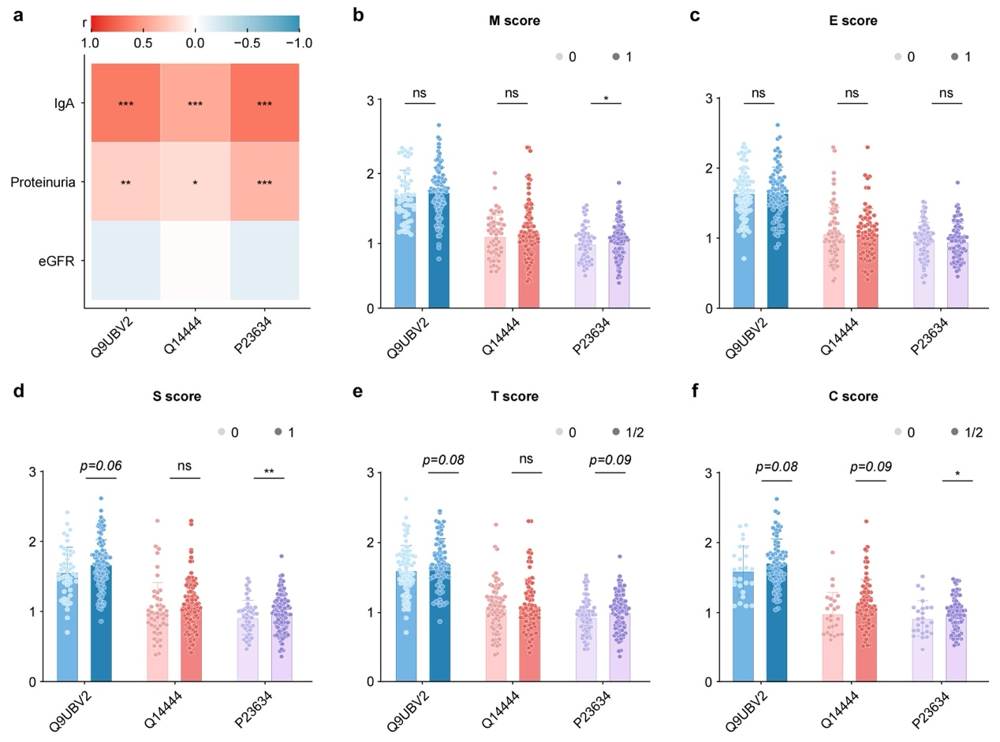 a
r
1.0 0.5 0.0 −0.5 −1.0
IgA *** *** ***
Proteinuria ** * ***
eGFR
Q9UBV2 Q14444 P23634
b
M score
0 1
ns ns *
3
2
1
0
Q9UBV2 Q14444 P23634
c
E score
0 1
ns ns ns
3
2
1
0
Q9UBV2 Q14444 P23634
d
S score
0 1
p=0.06 ns **
3
2
1
0
Q9UBV2 Q14444 P23634
e
T score
0 1/2
p=0.08 ns p=0.09
3
2
1
0
Q9UBV2 Q14444 P23634
f
C score
0 1/2
p=0.08 p=0.09 *
3
2
1
0
Q9UBV2 Q14444 P23634